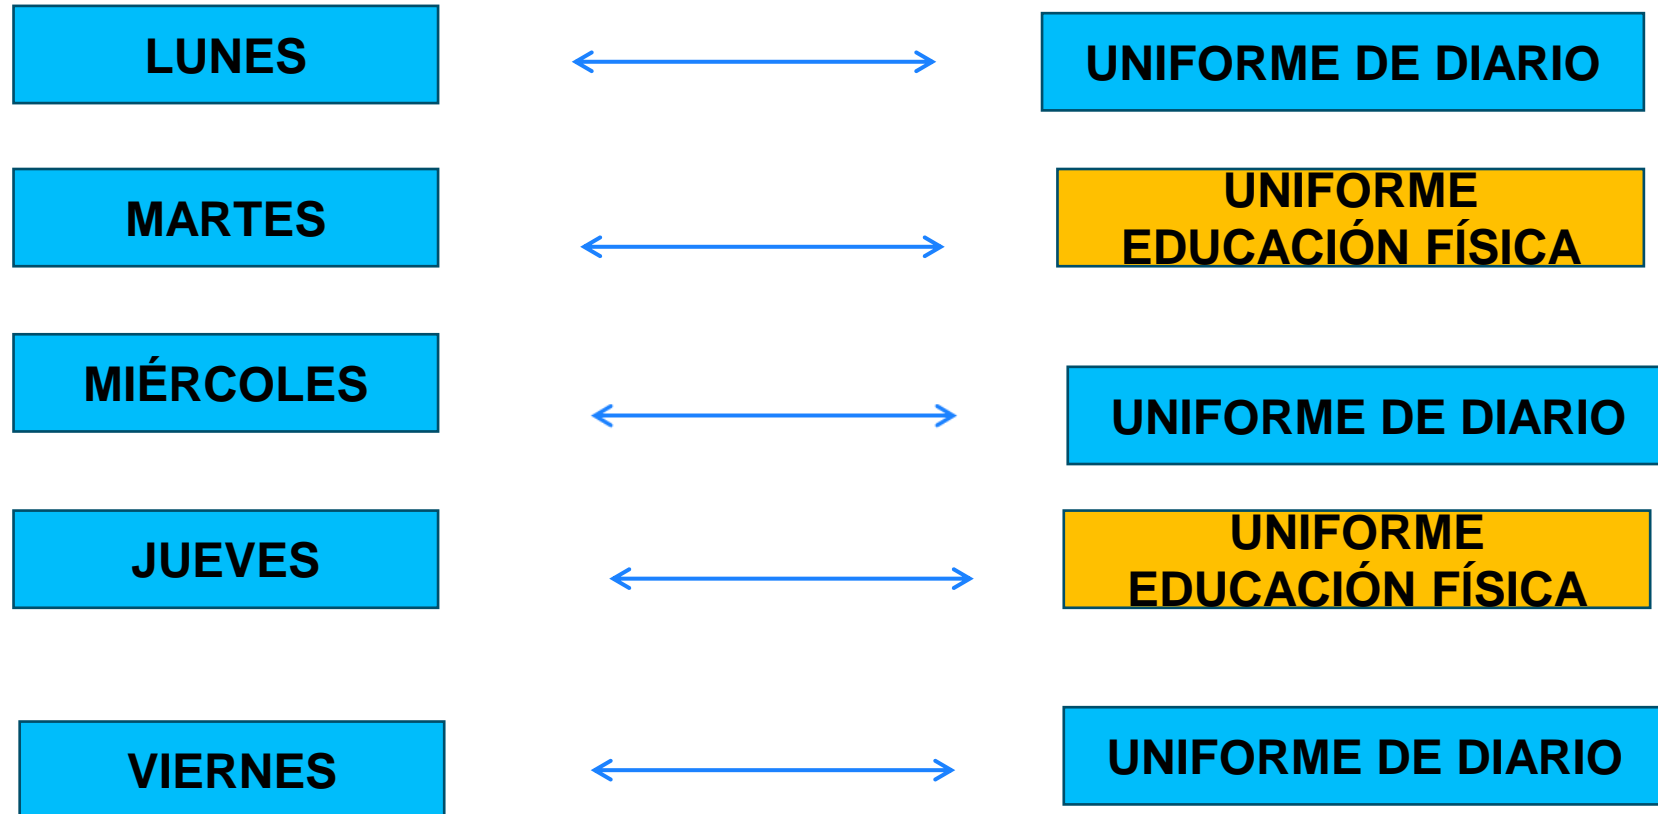 LUNES
UNIFORME DE DIARIO
MARTES
UNIFORME
EDUCACIÓN FÍSICA
MIÉRCOLES
UNIFORME DE DIARIO
JUEVES
UNIFORME
EDUCACIÓN FÍSICA
VIERNES
UNIFORME DE DIARIO